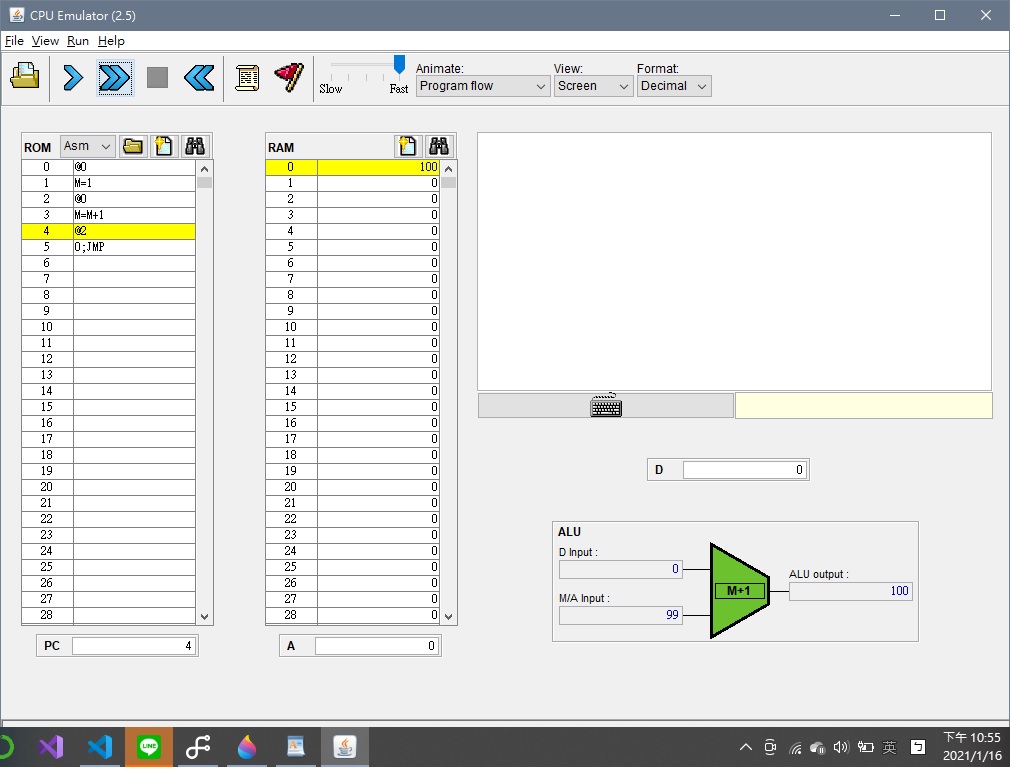 CPU Emulator (2.5)
File View Run Help
Slow Fast
Animate: View: Format:
Program flow Screen Decimal
ROM Asm
0 @0
1 M=1
2 @0
3 M=M+1
4 @2
5 0;JMP
6
7
8
9
10
11
12
13
14
15
16
17
18
19
20
21
22
23
24
25
26
27
28
PC 4
RAM
0 100
1 0
2 0
3 0
4 0
5 0
6 0
7 0
8 0
9 0
10 0
11 0
12 0
13 0
14 0
15 0
16 0
17 0
18 0
19 0
20 0
21 0
22 0
23 0
24 0
25 0
26 0
27 0
28 0
A 0
D 0
ALU
D Input :
0
M/A Input :
99
M+1
ALU output :
100
LINE
英
下午 10:55
2021/1/16